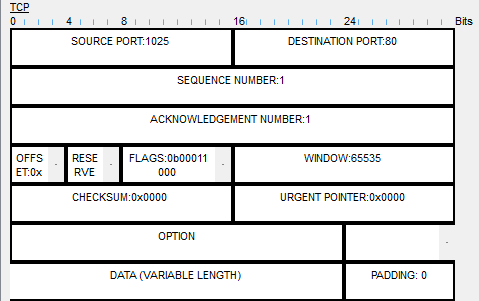 TCP
0 4 8 16 24 Bits
SOURCE PORT:1025 DESTINATION PORT:80
SEQUENCE NUMBER:1
ACKNOWLEDGEMENT NUMBER:1
OFFS RESE FLAGS:0b00011 WINDOW:65535
ET:0x RVE 000
CHECKSUM:0x0000 URGENT POINTER:0x0000
OPTION
DATA (VARIABLE LENGTH) PADDING: 0